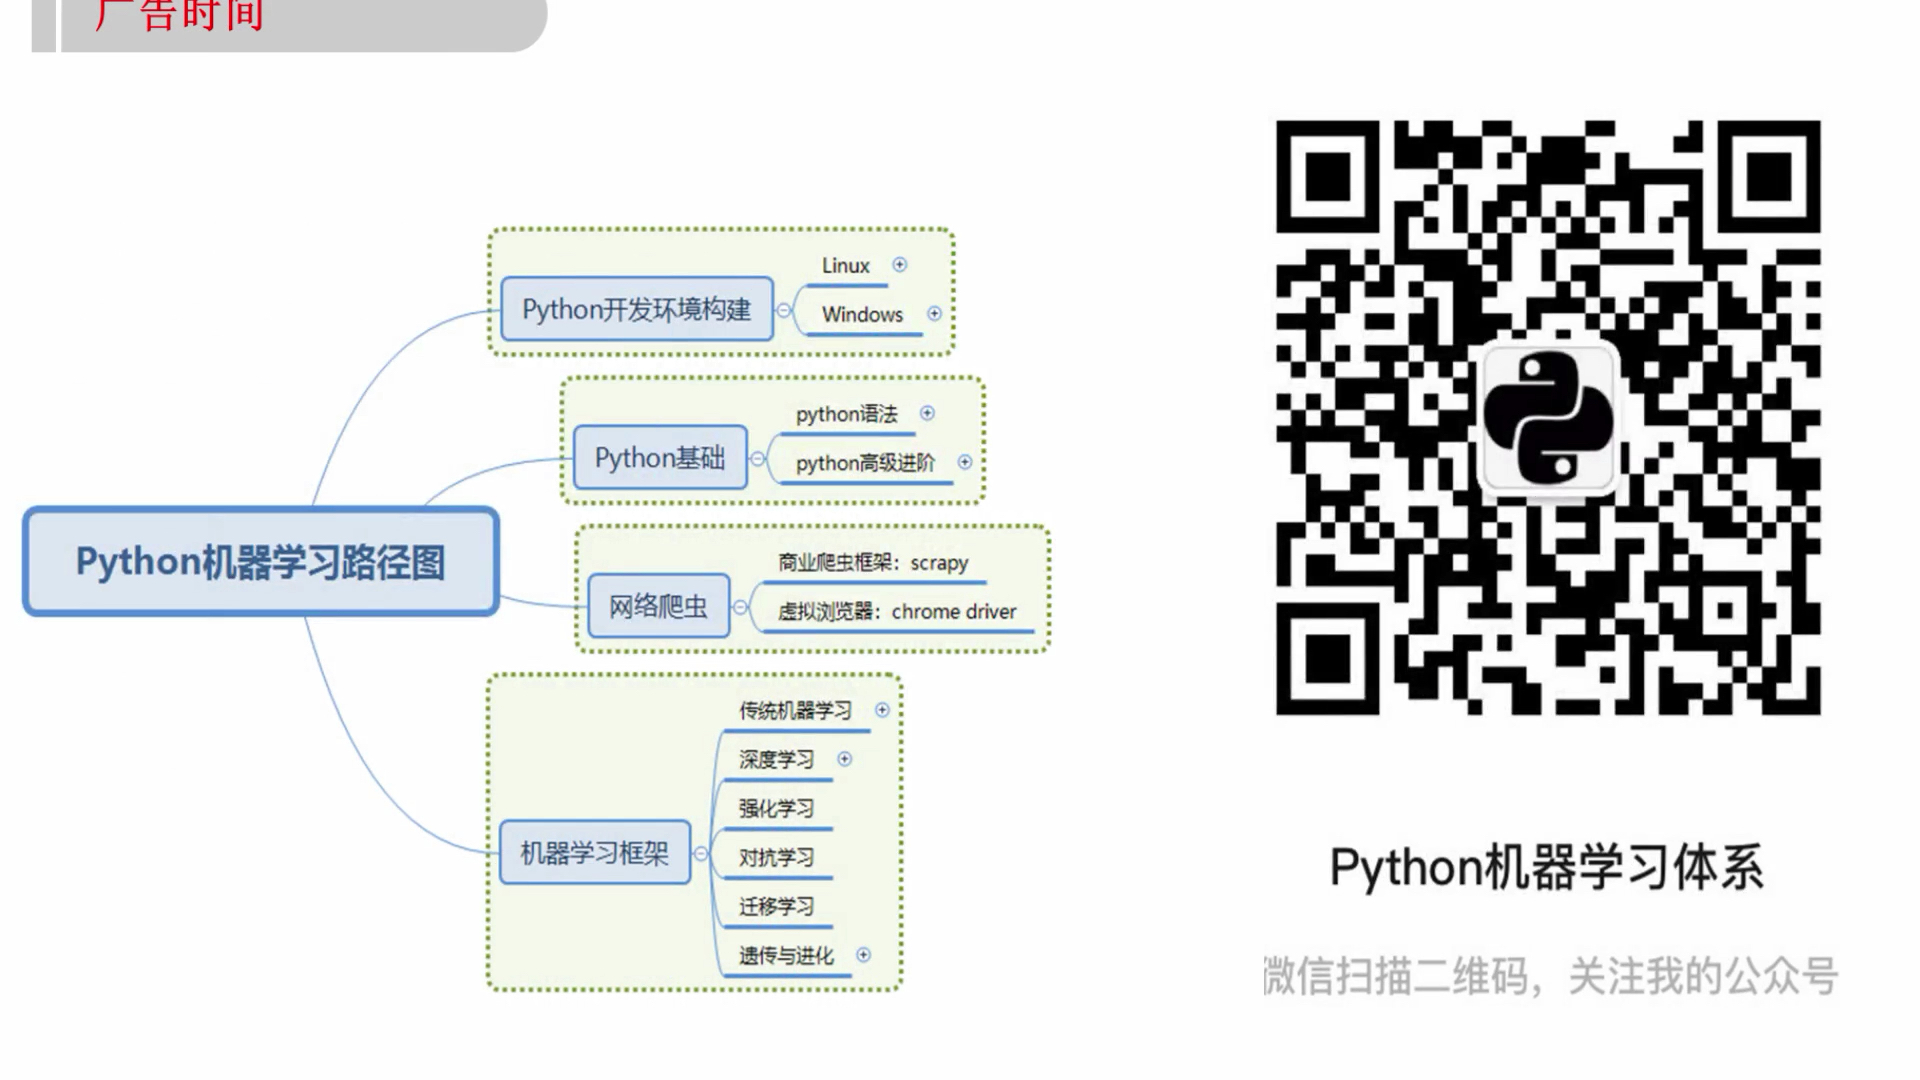 广告时间
Python机器学习路径图
Python开发环境构建
Linux
Windows
Python基础
python语法
python高级进阶
网络爬虫
商业爬虫框架：scrapy
虚拟浏览器：chrome driver
机器学习框架
传统机器学习
深度学习
强化学习
对抗学习
迁移学习
遗传与进化
Python机器学习体系
微信扫描二维码，关注我的公众号